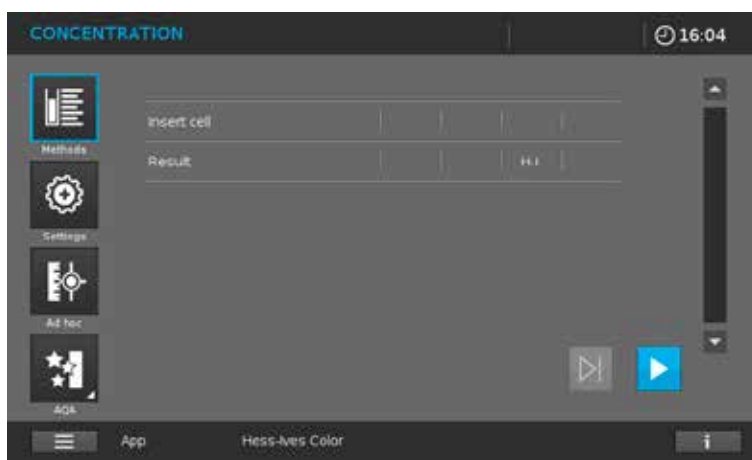 CONCENTRATION 16:04
Methods
Insert cell
Result H.I
Settings
Ad hoc
AQA
App Hess-Ives Color i